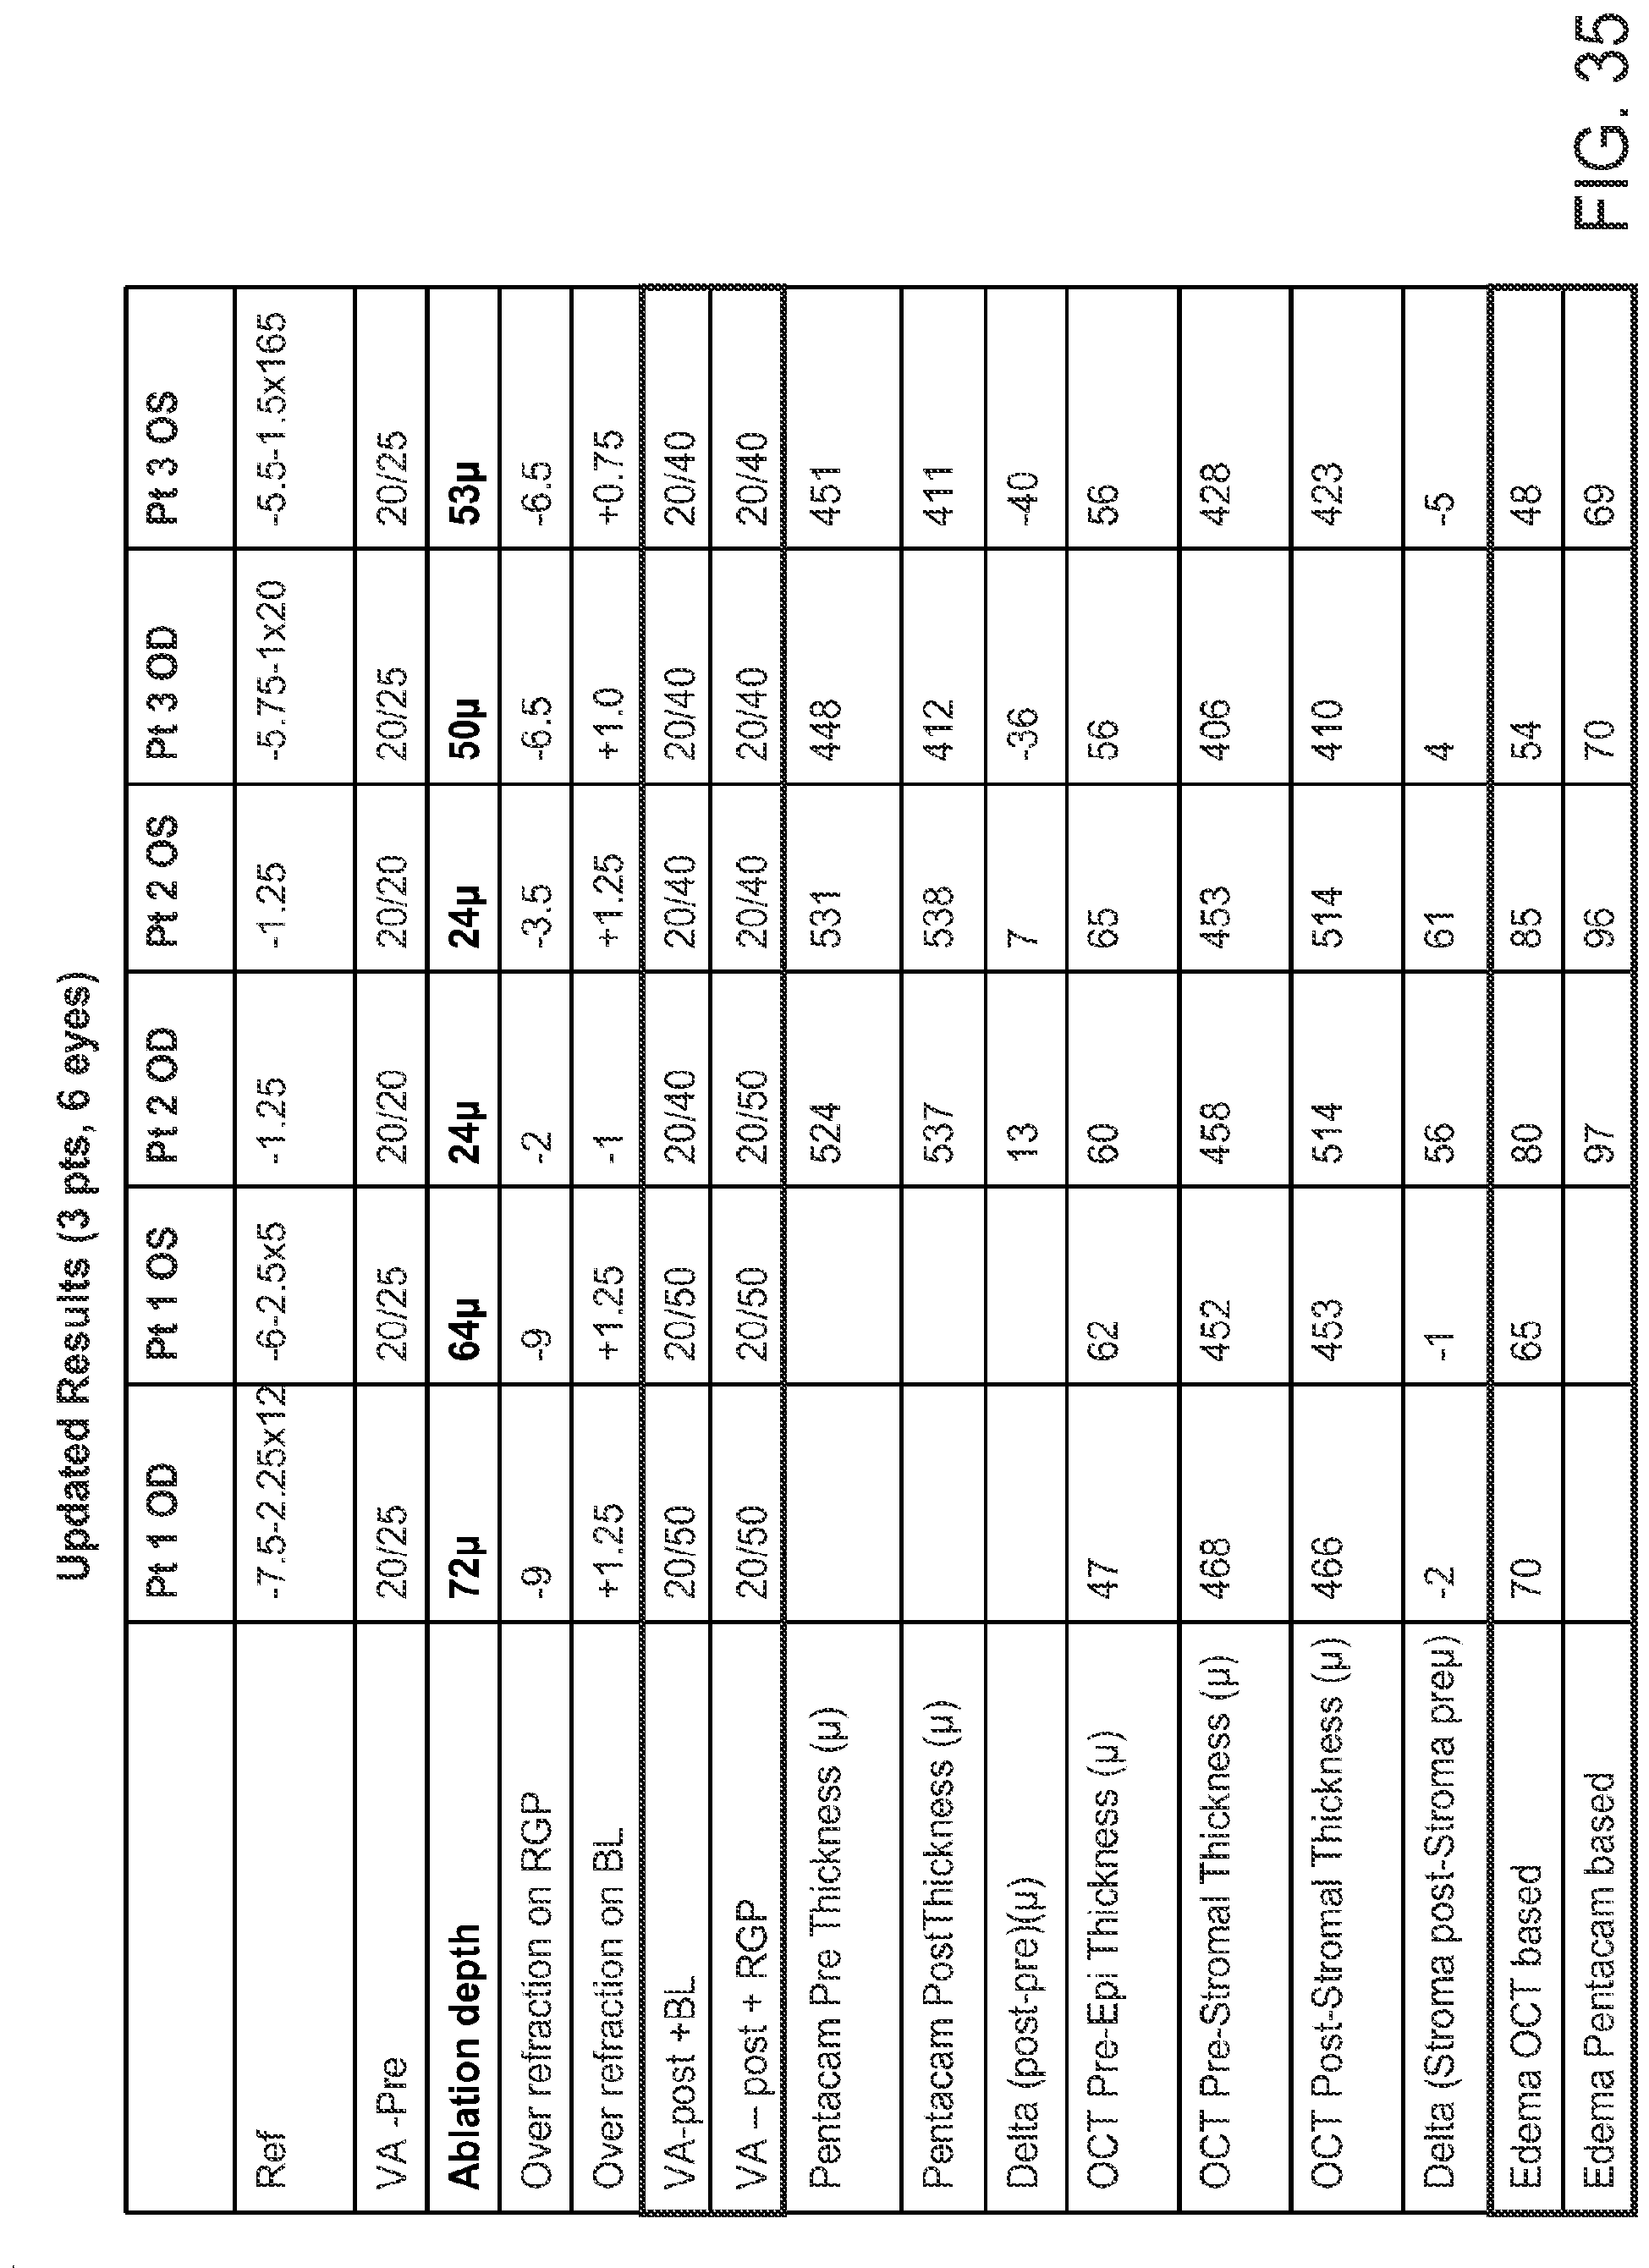 Updated Results (3 pts, 6 eyes)
Pt 1 OD Pt 1 OS Pt 2 OD Pt 2 OS Pt 3 OD Pt 3 OS
Ref -7.5-2.25x12 -6-2.5x5 -1.25 -1.25 -5.75-1x20 -5.5-1.5x165
VA -Pre 20/25 20/25 20/20 20/20 20/25 20/25
Ablation depth 72µ 64µ 24µ 24µ 50µ 53µ
Over refraction on RGP -9 -9 -2 -3.5 -6.5 -6.5
Over refraction on BL +1.25 +1.25 -1 +1.25 +1.0 +0.75
VA-post +BL 20/50 20/50 20/40 20/40 20/40 20/40
VA – post + RGP 20/50 20/50 20/50 20/40 20/40 20/40
Pentacam Pre Thickness (µ) 524 531 448 451
Pentacam PostThickness (µ) 537 538 412 411
Delta (post-pre)(µ) 13 7 -36 -40
OCT Pre-Epi Thickness (µ) 47 62 60 65 56 56
OCT Pre-Stromal Thickness (µ) 468 452 458 453 406 428
OCT Post-Stromal Thickness (µ) 466 453 514 514 410 423
Delta (Stroma post-Stroma preµ) -2 -1 56 61 4 -5
Edema OCT based 70 65 80 85 54 48
Edema Pentacam based 97 96 70 69
FIG. 35